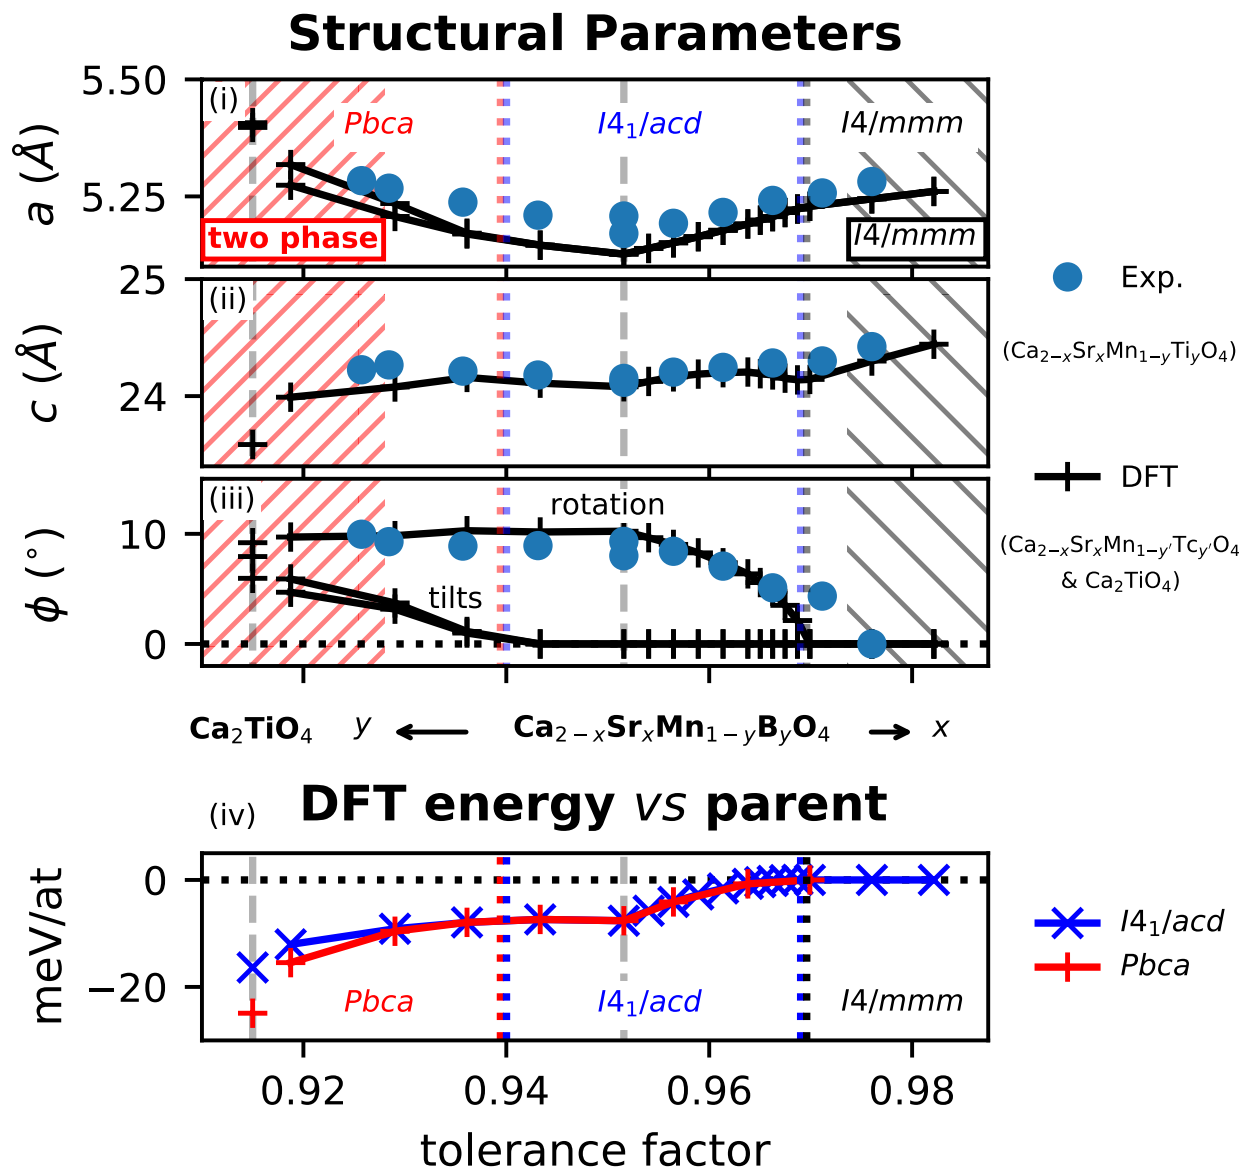 Structural Parameters
5.50
(i)
Pbca
I4₁/acd
I4/mmm
a (Å)
5.25
two phase
I4/mmm
25
(ii)
c (Å)
24
Exp.
(Ca₂₋ₓSrₓMn₁₋yTiyO₄)
(iii)
rotation
10
ϕ (°)
tilts
0
DFT
(Ca₂₋ₓSrₓMn₁₋y′Tcy′O₄
& Ca₂TiO₄)
Ca₂TiO₄ y ← Ca₂₋ₓSrₓMn₁₋yByO₄ → x
(iv) DFT energy vs parent
0
meV/at
−20
Pbca
I4₁/acd
I4/mmm
I4₁/acd
Pbca
0.92 0.94 0.96 0.98
tolerance factor